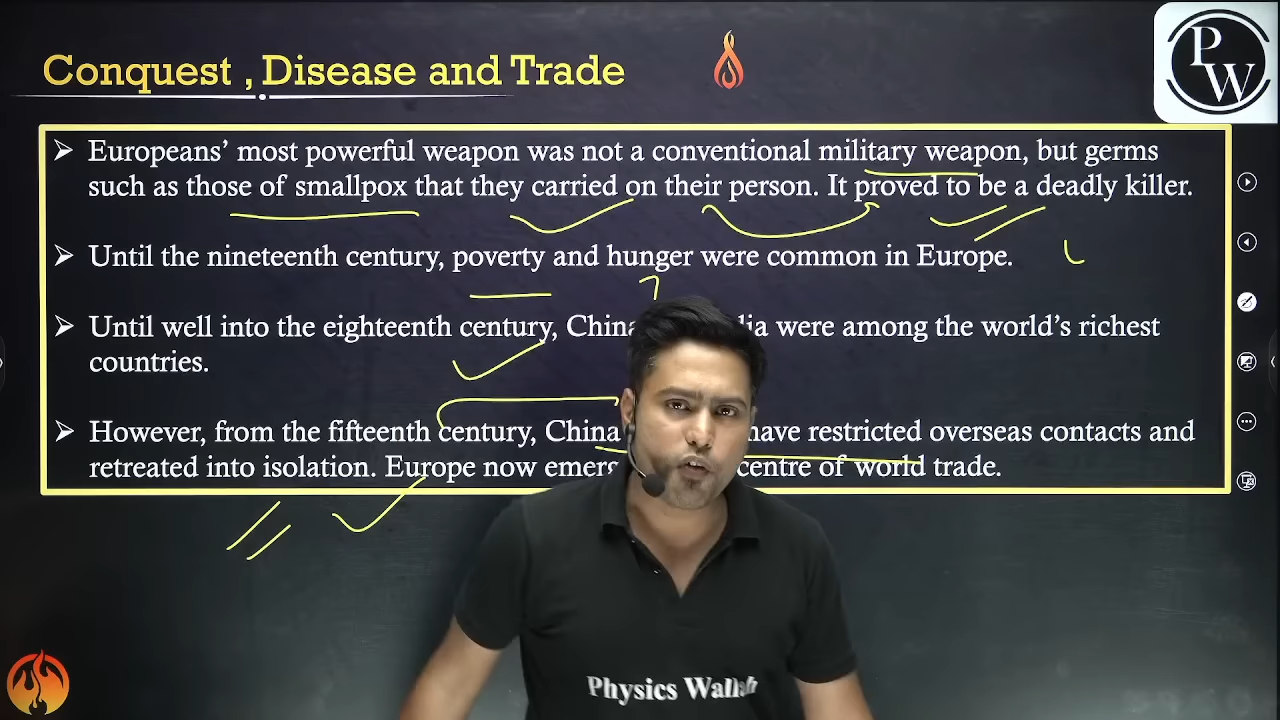 Conquest , Disease and Trade
PW
➤ Europeans’ most powerful weapon was not a conventional military weapon, but germs
such as those of smallpox that they carried on their person. It proved to be a deadly killer.
➤ Until the nineteenth century, poverty and hunger were common in Europe.
➤ Until well into the eighteenth century, China were among the world’s richest
countries.
➤ However, from the fifteenth century, China have restricted overseas contacts and
retreated into isolation. Europe now centre of world trade.
Physics Wallah